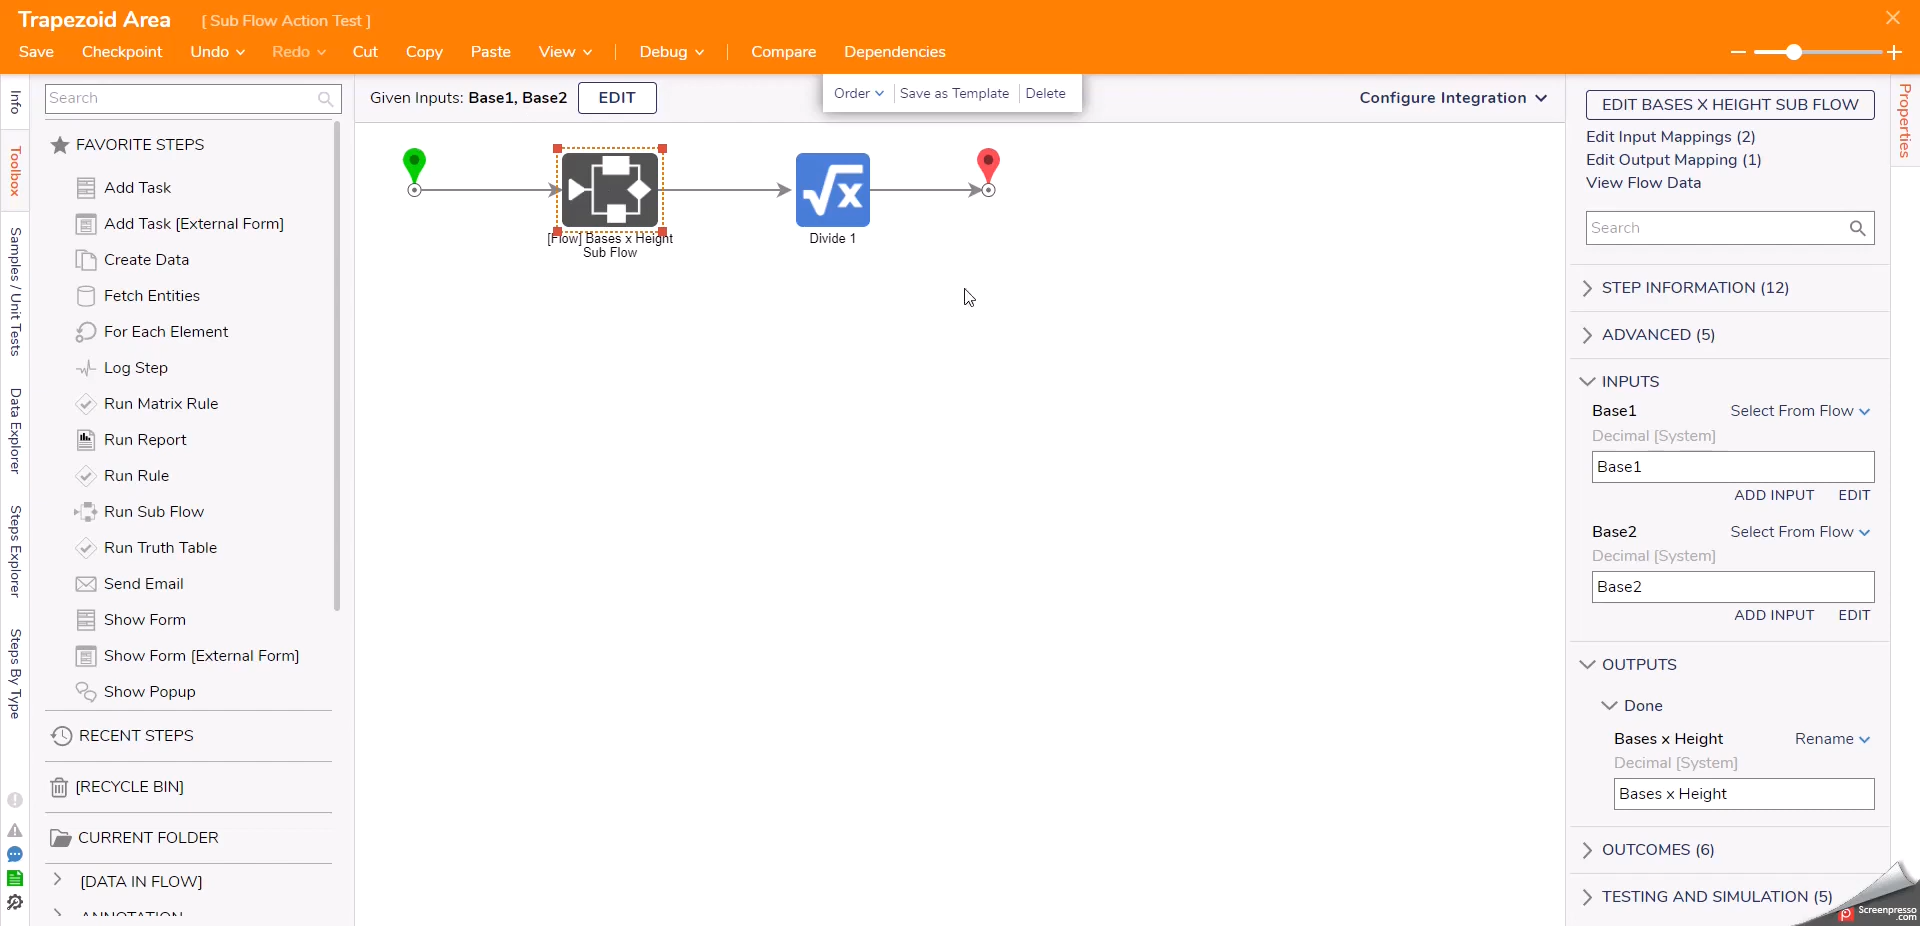 Trapezoid Area [ Sub Flow Action Test ]
Save Checkpoint Undo Redo Cut Copy Paste View Debug Compare Dependencies
Info
Toolbox
Samples / Unit Tests
Data Explorer
Steps Explorer
Steps By Type
Search
FAVORITE STEPS
Add Task
Add Task [External Form]
Create Data
Fetch Entities
For Each Element
Log Step
Run Matrix Rule
Run Report
Run Rule
Run Sub Flow
Run Truth Table
Send Email
Show Form
Show Form [External Form]
Show Popup
RECENT STEPS
[RECYCLE BIN]
CURRENT FOLDER
[DATA IN FLOW]
ANNOTATION
Given Inputs: Base1, Base2 EDIT
Order Save as Template Delete
Configure Integration
[Flow] Bases x Height
Sub Flow
√x
Divide 1
Properties
EDIT BASES X HEIGHT SUB FLOW
Edit Input Mappings (2)
Edit Output Mapping (1)
View Flow Data
Search
STEP INFORMATION (12)
ADVANCED (5)
INPUTS
Base1 Select From Flow
Decimal [System]
Base1
ADD INPUT EDIT
Base2 Select From Flow
Decimal [System]
Base2
ADD INPUT EDIT
OUTPUTS
Done
Bases x Height Rename
Decimal [System]
Bases x Height
OUTCOMES (6)
TESTING AND SIMULATION (5)
Screenpresso
.com